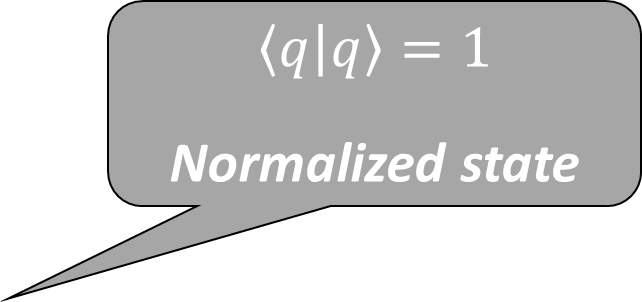 ⟨q|q⟩ = 1
Normalized state